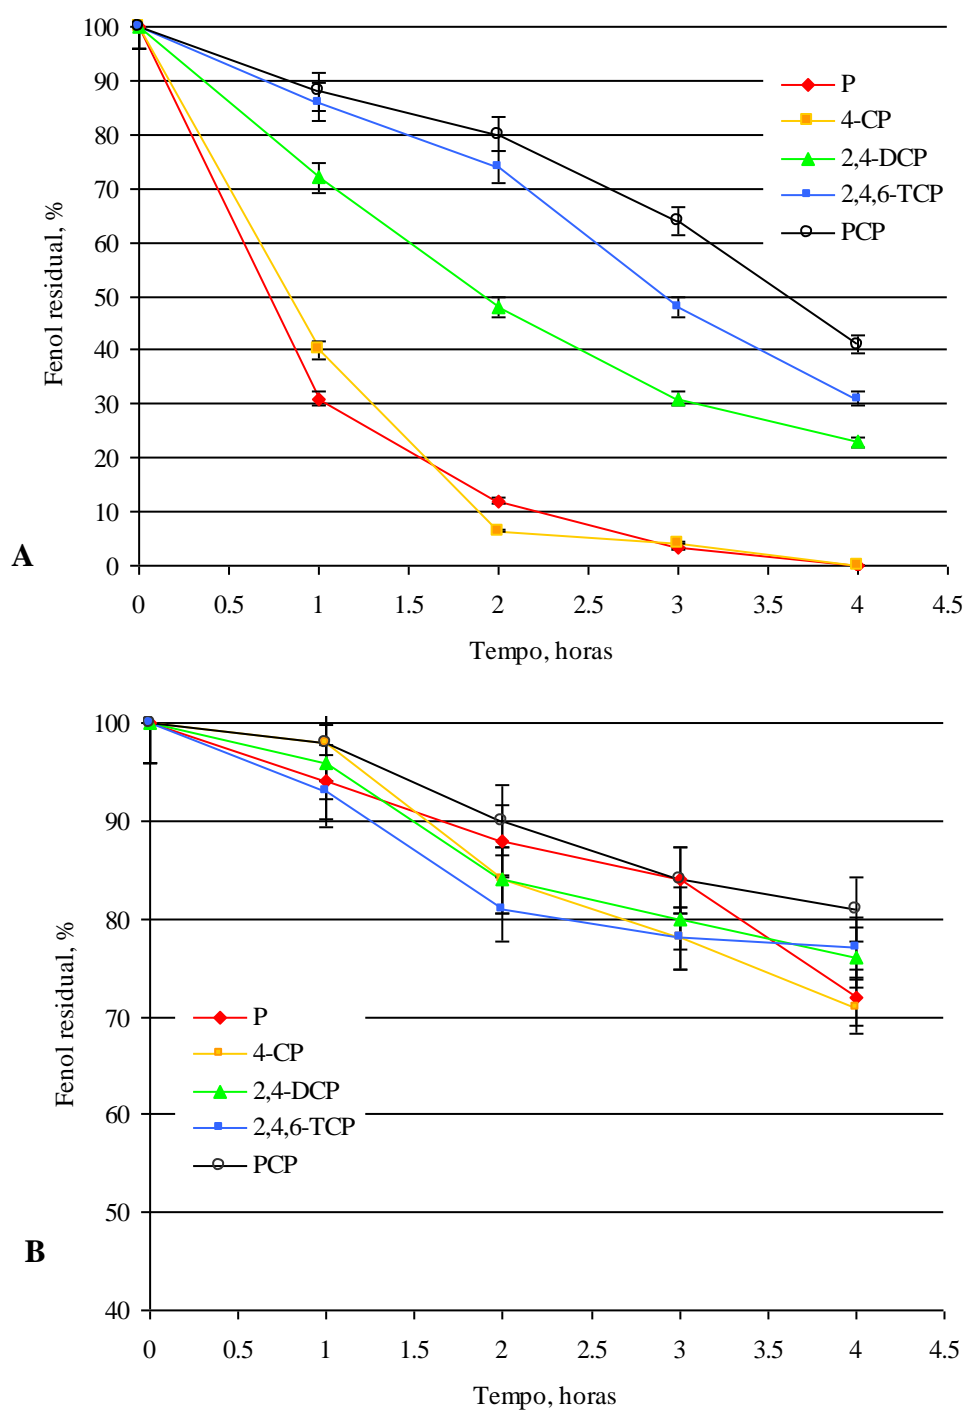 100
90
80
70
60
50
40
30
20
10
0
Fenol residual, %
P
4-CP
2,4-DCP
2,4,6-TCP
PCP
A
0 0.5 1 1.5 2 2.5 3 3.5 4 4.5
Tempo, horas
100
90
80
70
60
50
40
Fenol residual, %
P
4-CP
2,4-DCP
2,4,6-TCP
PCP
B
0 0.5 1 1.5 2 2.5 3 3.5 4 4.5
Tempo, horas